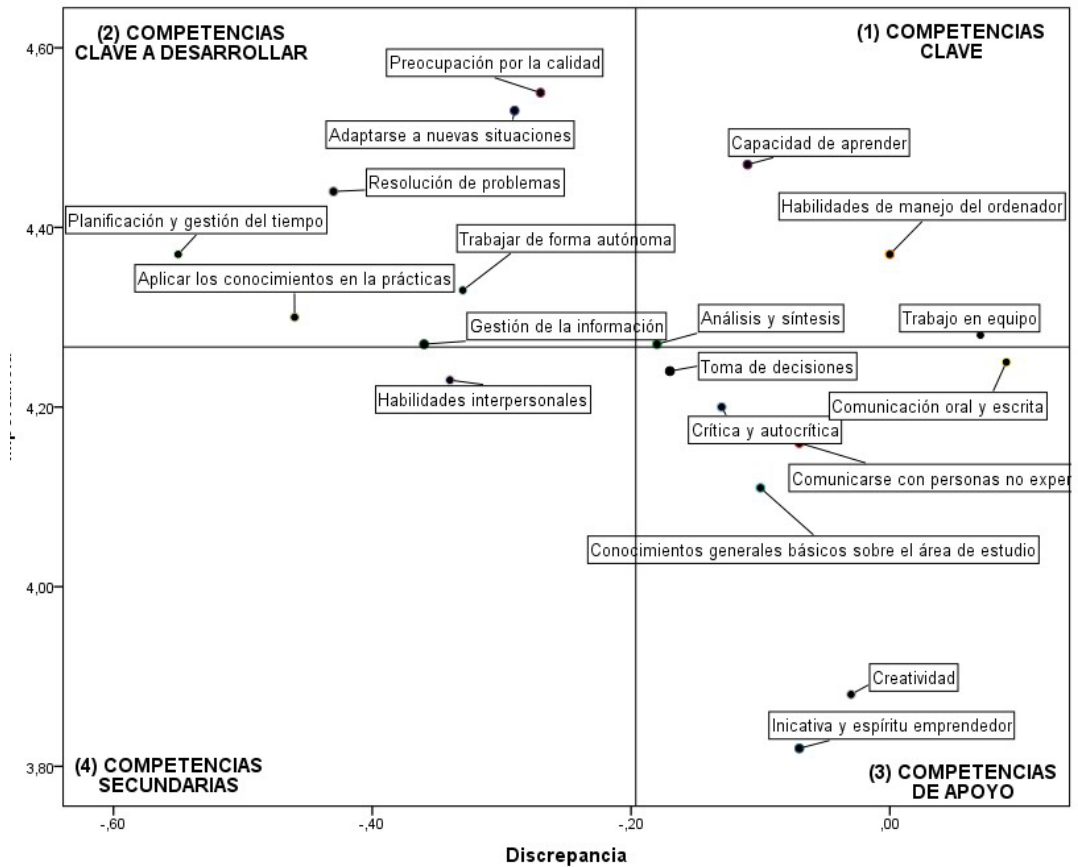 (2) COMPETENCIAS
CLAVE A DESARROLLAR
(1) COMPETENCIAS
CLAVE
4,60
Preocupación por la calidad
Adaptarse a nuevas situaciones
Capacidad de aprender
Resolución de problemas
Habilidades de manejo del ordenador
Planificación y gestión del tiempo
4,40
Trabajar de forma autónoma
Aplicar los conocimientos en la prácticas
Gestión de la información
Análisis y síntesis
Trabajo en equipo
Toma de decisiones
Habilidades interpersonales
4,20
Comunicación oral y escrita
Crítica y autocrítica
Comunicarse con personas no exper
Conocimientos generales básicos sobre el área de estudio
4,00
Creatividad
Inicativa y espíritu emprendedor
3,80
(4) COMPETENCIAS
SECUNDARIAS
(3) COMPETENCIAS
DE APOYO
-,60
-,40
-,20
,00
Discrepancia